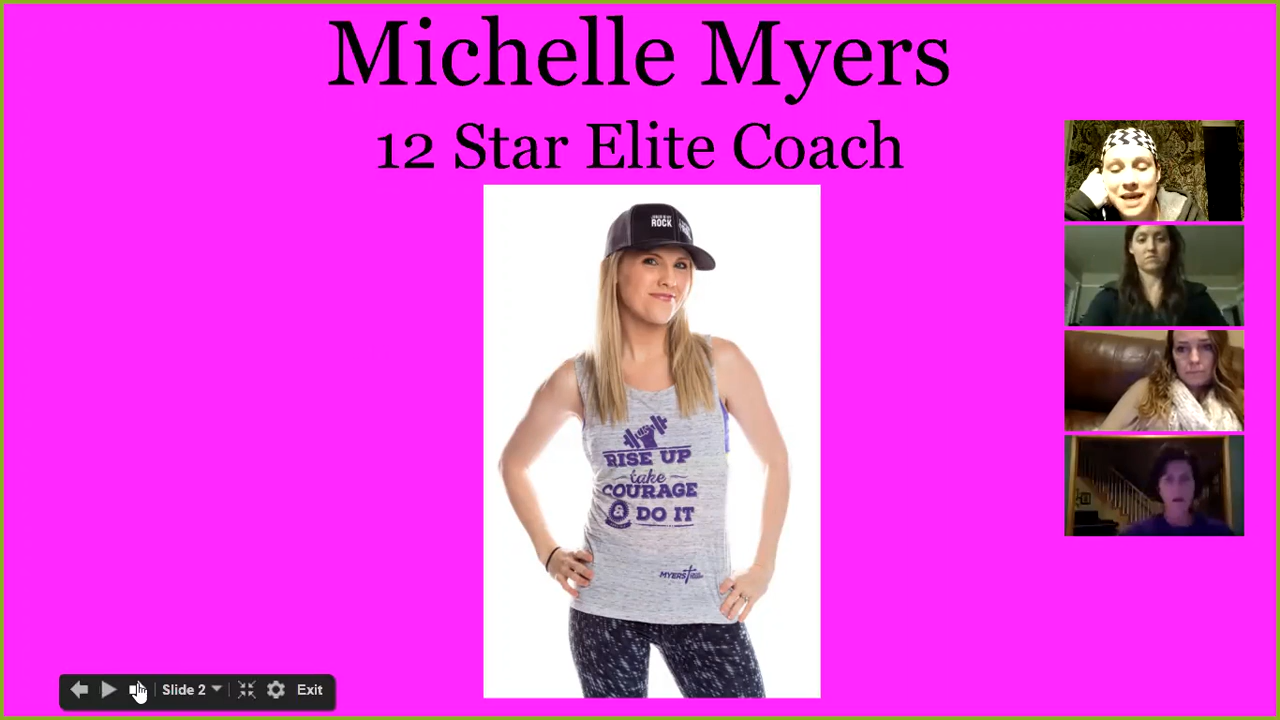 Michelle Myers
12 Star Elite Coach
ROCK
RISE UP
take
COURAGE
& DO IT
MYERS
Slide 2
Exit